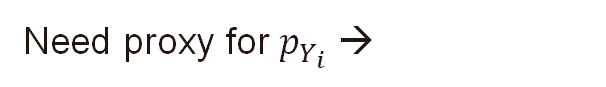 Need proxy for p_{Y_i} →